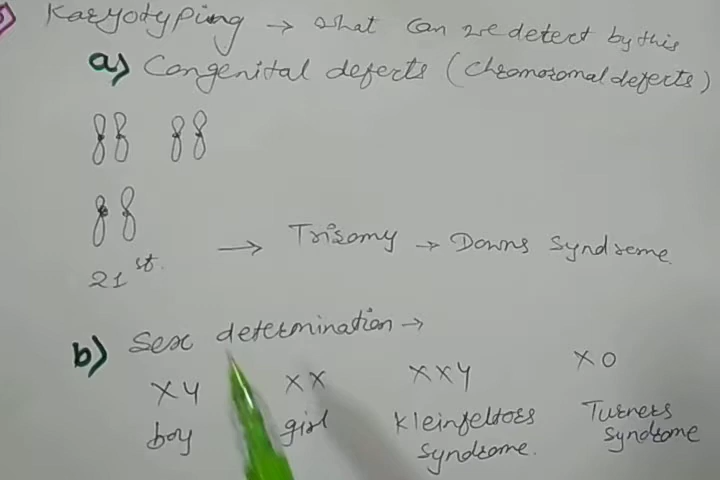 Karyotyping → what can we detect by this
a) Congenital defects (Chromosomal defects)
21st → Trisomy → Downs Syndrome
b) Sex determination →
XY XX XXY XO
boy girl Kleinfelters Turners
Syndrome. Syndrome